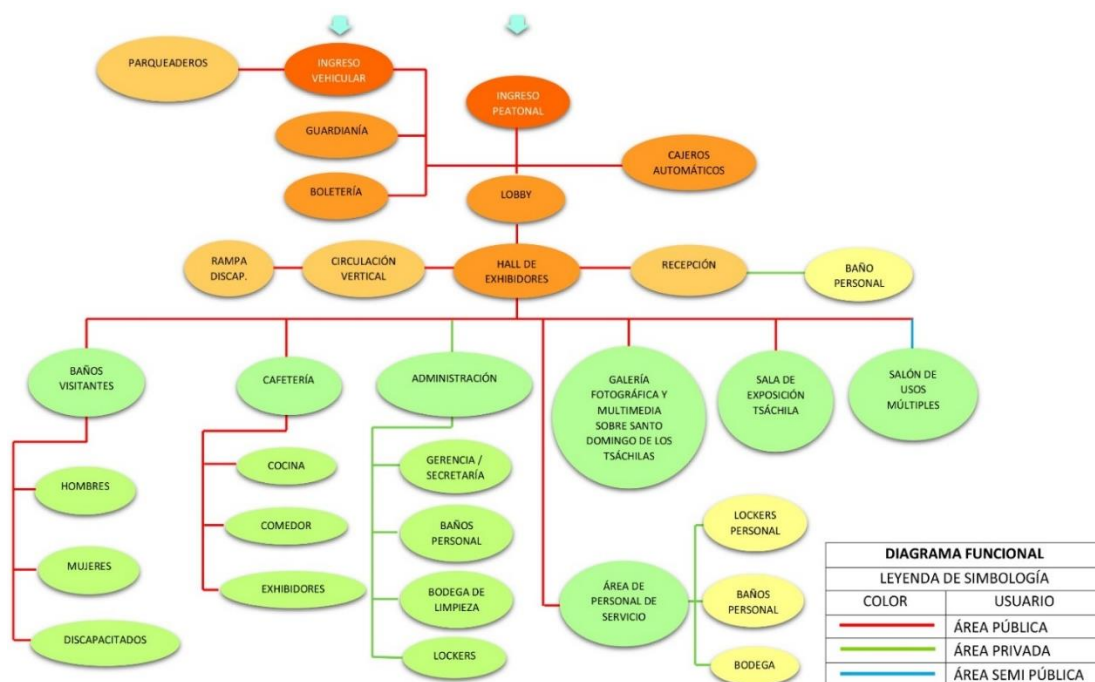 PARQUEADEROS
INGRESO
VEHICULAR
INGRESO
PEATONAL
GUARDIANÍA
CAJEROS
AUTOMÁTICOS
BOLETERÍA
LOBBY
RAMPA
DISCAP.
CIRCULACIÓN
VERTICAL
HALL DE
EXHIBIDORES
RECEPCIÓN
BAÑO
PERSONAL
BAÑOS
VISITANTES
CAFETERÍA
ADMINISTRACIÓN
GALERÍA
FOTOGRÁFICA Y
MULTIMEDIA
SOBRE SANTO
DOMINGO DE LOS
TSÁCHILAS
SALA DE
EXPOSICIÓN
TSÁCHILA
SALÓN DE
USOS
MÚLTIPLES
HOMBRES
MUJERES
DISCAPACITADOS
COCINA
COMEDOR
EXHIBIDORES
GERENCIA /
SECRETARÍA
BAÑOS
PERSONAL
BODEGA DE
LIMPIEZA
LOCKERS
ÁREA DE
PERSONAL DE
SERVICIO
LOCKERS
PERSONAL
BAÑOS
PERSONAL
BODEGA
DIAGRAMA FUNCIONAL
LEYENDA DE SIMBOLOGÍA
COLOR USUARIO
ÁREA PÚBLICA
ÁREA PRIVADA
ÁREA SEMI PÚBLICA